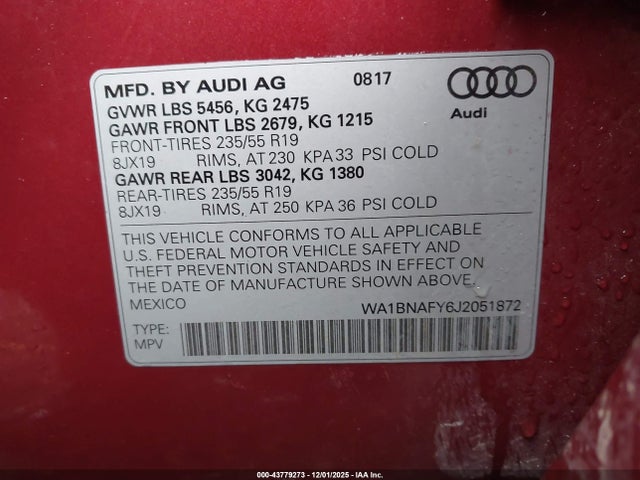 MFD. BY AUDI AG 0817
GVWR LBS 5456, KG 2475
GAWR FRONT LBS 2679, KG 1215
FRONT-TIRES 235/55 R19
8JX19 RIMS, AT 230 KPA 33 PSI COLD
GAWR REAR LBS 3042, KG 1380
REAR-TIRES 235/55 R19
8JX19 RIMS, AT 250 KPA 36 PSI COLD
Audi
THIS VEHICLE CONFORMS TO ALL APPLICABLE
U.S. FEDERAL MOTOR VEHICLE SAFETY AND
THEFT PREVENTION STANDARDS IN EFFECT ON
THE DATE OF MANUFACTURE SHOWN ABOVE.
MEXICO WA1BNAFY6J2051872
TYPE:
MPV
000-43779273 - 12/01/2025 - IAA Inc.